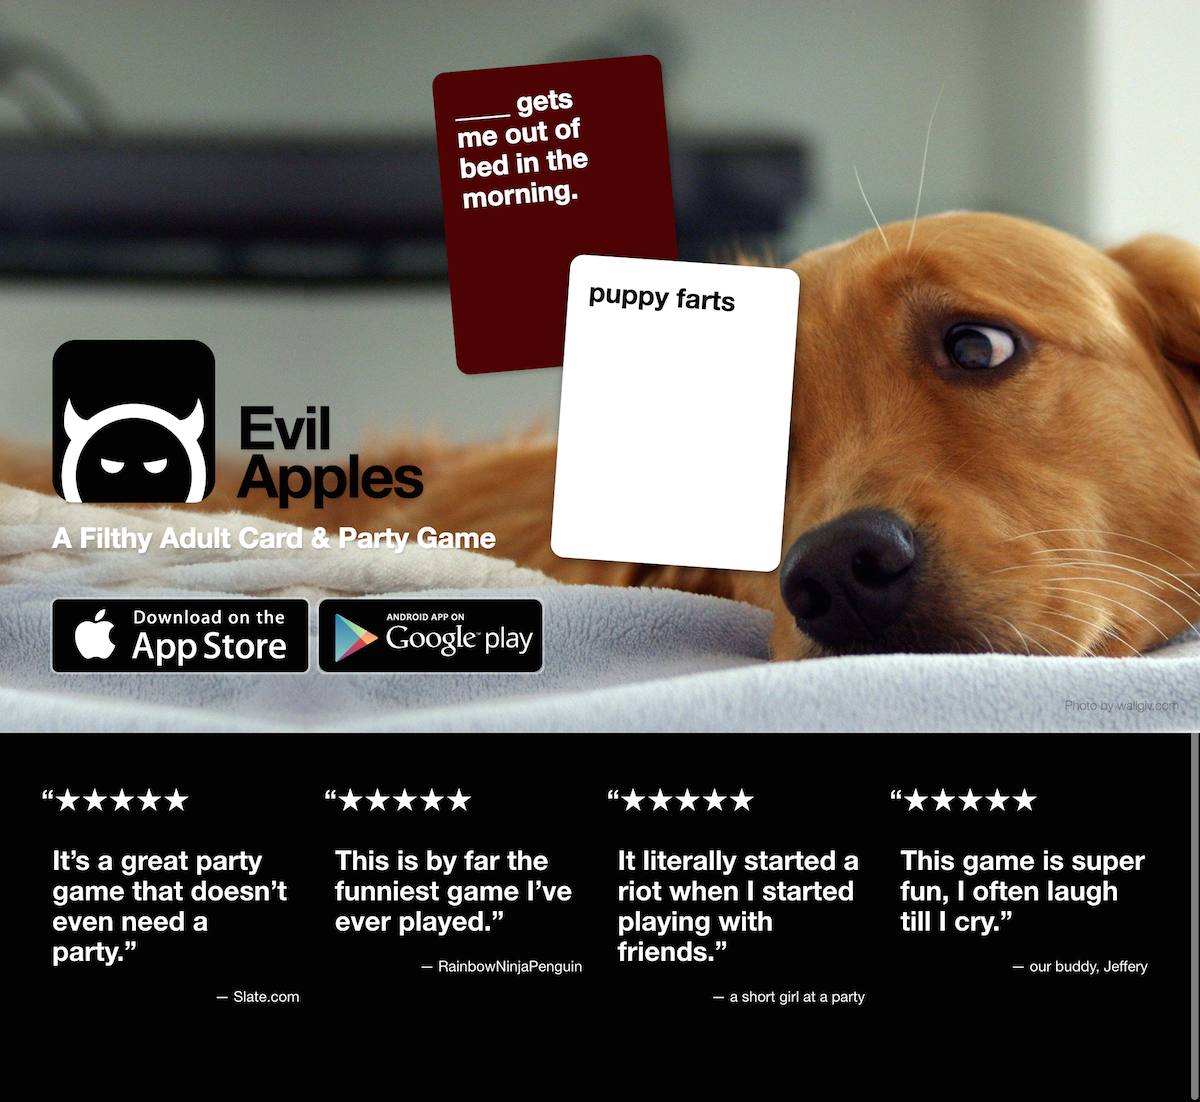 ____ gets
me out of
bed in the
morning.
puppy farts
Evil
Apples
A Filthy Adult Card & Party Game
Download on the
App Store
ANDROID APP ON
Google play
Photo by wallgiv.com
“★★★★★
It’s a great party
game that doesn’t
even need a
party.”
— Slate.com
“★★★★★
This is by far the
funniest game I’ve
ever played.”
— RainbowNinjaPenguin
“★★★★★
It literally started a
riot when I started
playing with
friends.”
— a short girl at a party
“★★★★★
This game is super
fun, I often laugh
till I cry.”
— our buddy, Jeffery